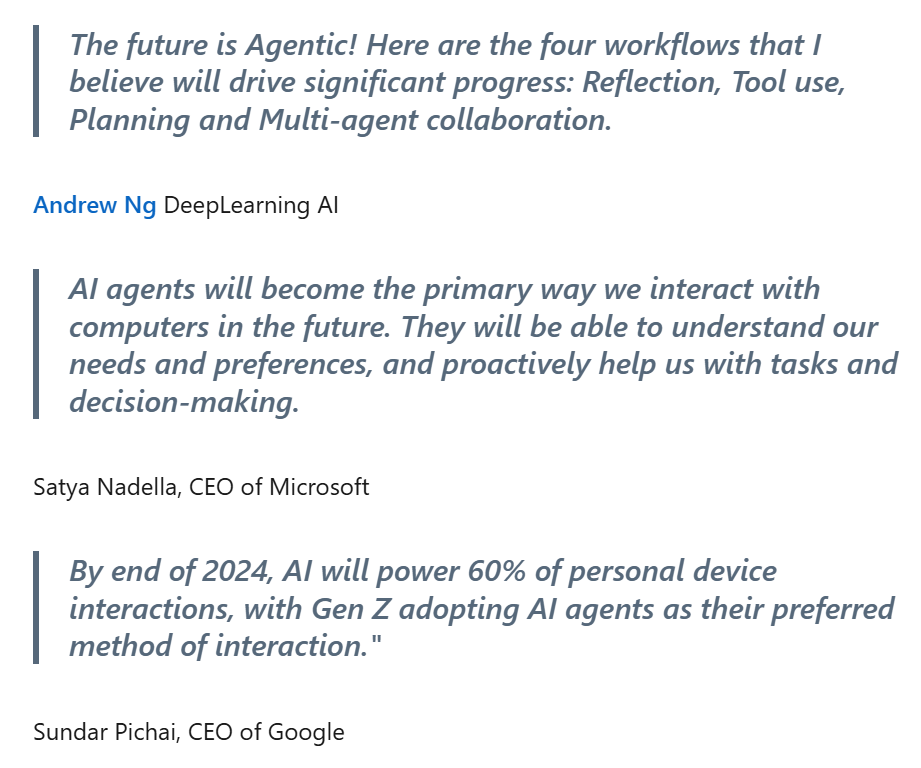 The future is Agentic! Here are the four workflows that I
believe will drive significant progress: Reflection, Tool use,
Planning and Multi-agent collaboration.
Andrew Ng DeepLearning AI
AI agents will become the primary way we interact with
computers in the future. They will be able to understand our
needs and preferences, and proactively help us with tasks and
decision-making.
Satya Nadella, CEO of Microsoft
By end of 2024, AI will power 60% of personal device
interactions, with Gen Z adopting AI agents as their preferred
method of interaction."
Sundar Pichai, CEO of Google